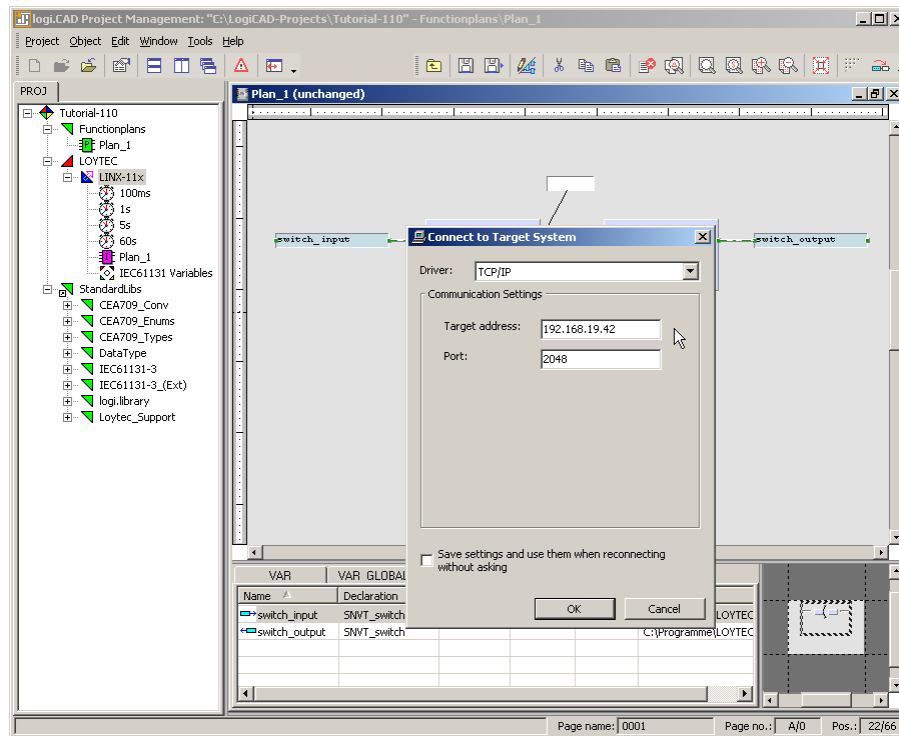 logi.CAD Project Management: "C:\LogiCAD-Projects\Tutorial-110" - Functionplans\Plan_1
Project Object Edit Window Tools Help
PROJ
Plan_1 (unchanged)
Tutorial-110
Functionplans
Plan_1
LOYTEC
LINX-11x
100ms
1s
5s
60s
Plan_1
IEC61131 Variables
StandardLibs
CEA709_Conv
CEA709_Enums
CEA709_Types
DataType
IEC61131-3
IEC61131-3_(Ext)
logi.library
Loytec_Support
switch_input
switch_output
Connect to Target System
Driver: TCP/IP
Communication Settings
Target address: 192.168.19.42
Port: 2048
Save settings and use them when reconnecting
without asking
OK Cancel
VAR VAR GLOBAL
Name Declaration
switch_input SNVT_switch LOYTEC
switch_output SNVT_switch C:\Programme\LOYTEC
Page name: 0001 Page no.: A/0 Pos.: 22/66